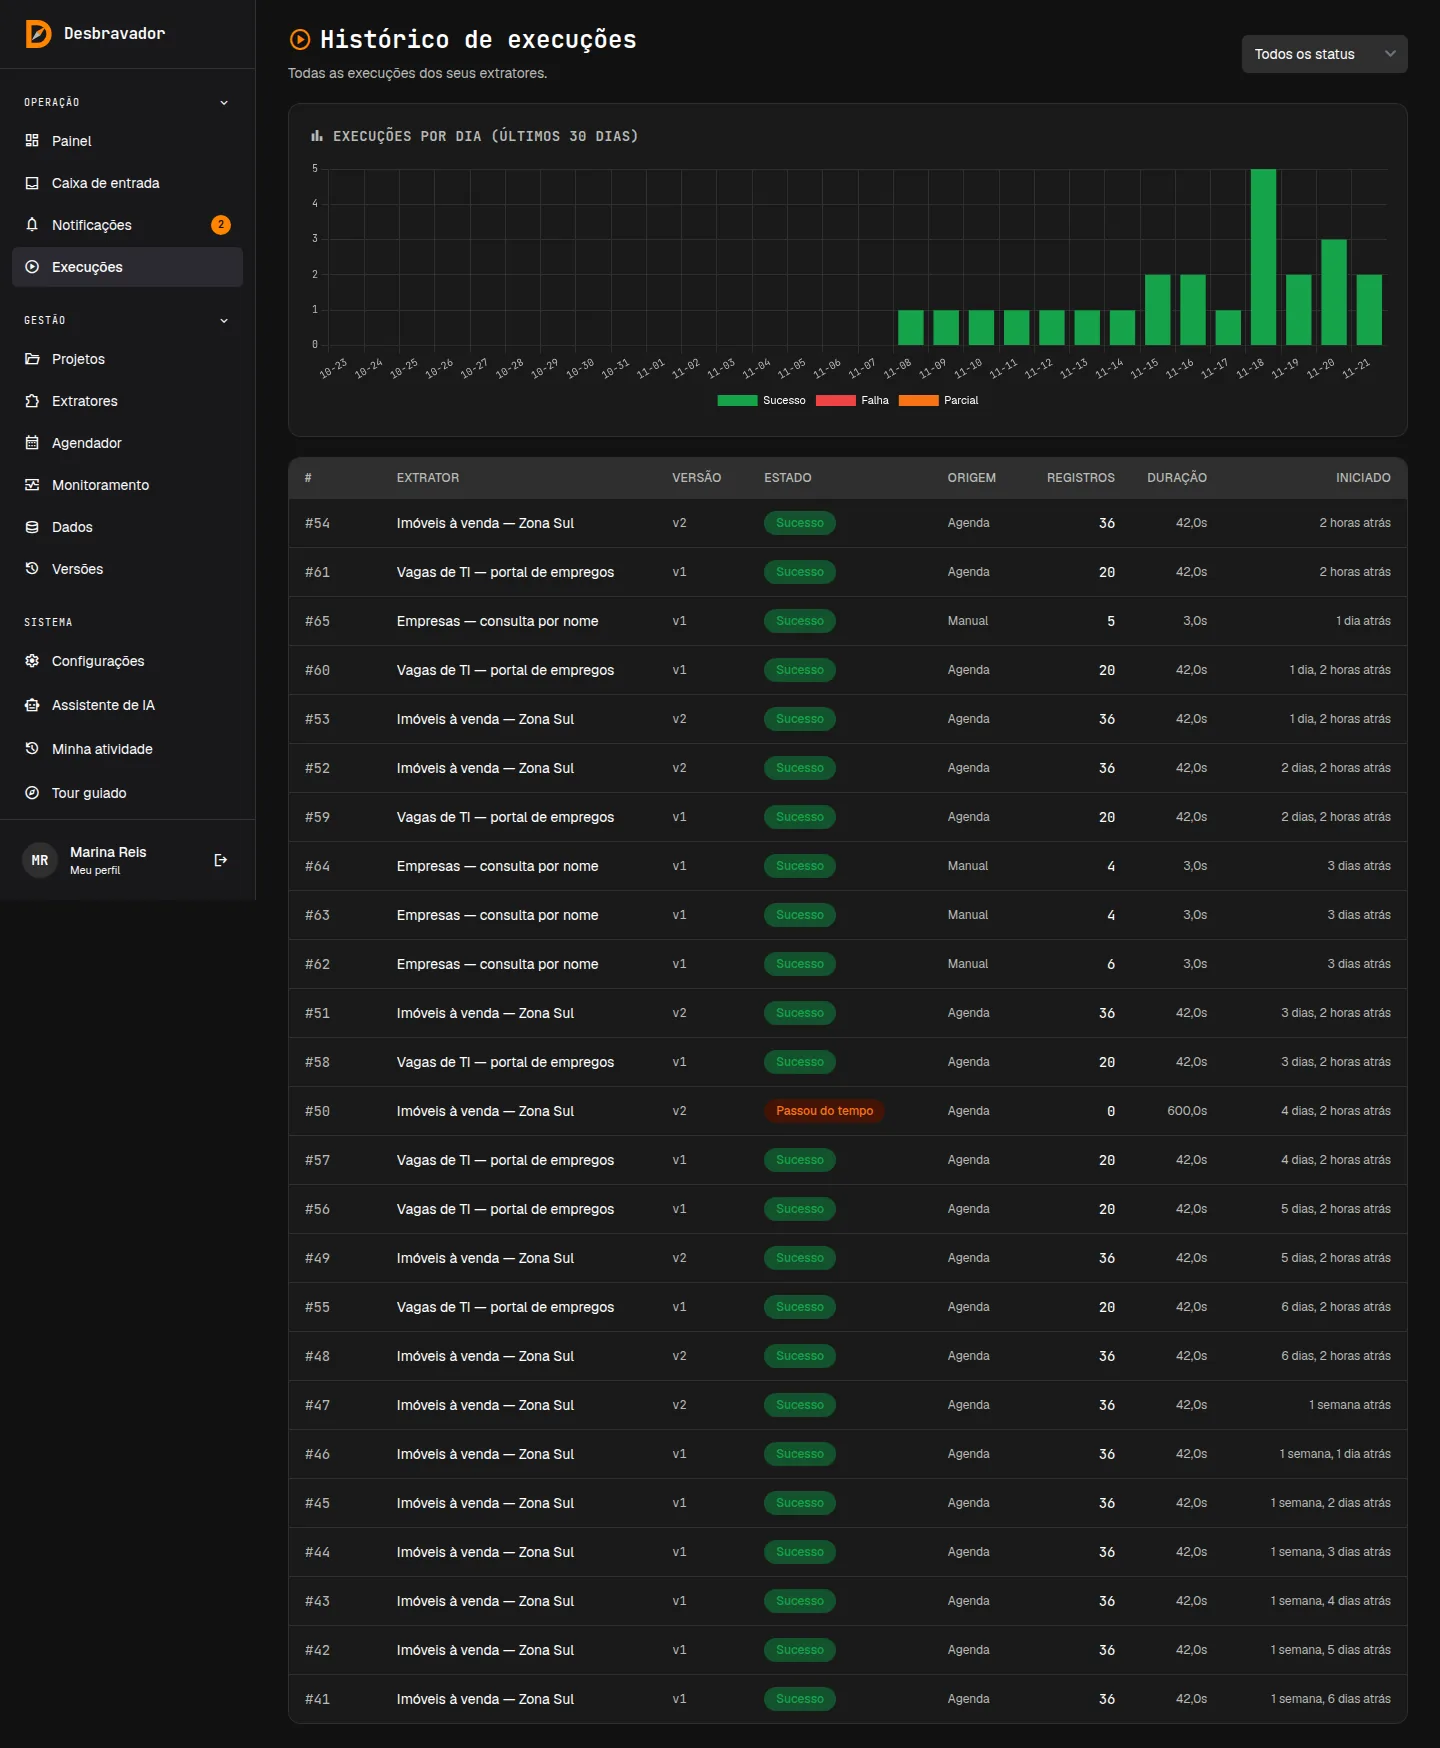 Desbravador
OPERAÇÃO
Painel
Caixa de entrada
Notificações 2
Execuções
GESTÃO
Projetos
Extratores
Agendador
Monitoramento
Dados
Versões
SISTEMA
Configurações
Assistente de IA
Minha atividade
Tour guiado
MR Marina Reis
Meu perfil
Histórico de execuções
Todas as execuções dos seus extratores.
Todos os status
EXECUÇÕES POR DIA (ÚLTIMOS 30 DIAS)
5
4
3
2
1
0
10-23 10-24 10-25 10-26 10-27 10-28 10-29 10-30 10-31 11-01 11-02 11-03 11-04 11-05 11-06 11-07 11-08 11-09 11-10 11-11 11-12 11-13 11-14 11-15 11-16 11-17 11-18 11-19 11-20 11-21
Sucesso Falha Parcial
# EXTRATOR VERSÃO ESTADO ORIGEM REGISTROS DURAÇÃO INICIADO
#54 Imóveis à venda — Zona Sul v2 Sucesso Agenda 36 42,0s 2 horas atrás
#61 Vagas de TI — portal de empregos v1 Sucesso Agenda 20 42,0s 2 horas atrás
#65 Empresas — consulta por nome v1 Sucesso Manual 5 3,0s 1 dia atrás
#60 Vagas de TI — portal de empregos v1 Sucesso Agenda 20 42,0s 1 dia, 2 horas atrás
#53 Imóveis à venda — Zona Sul v2 Sucesso Agenda 36 42,0s 1 dia, 2 horas atrás
#52 Imóveis à venda — Zona Sul v2 Sucesso Agenda 36 42,0s 2 dias, 2 horas atrás
#59 Vagas de TI — portal de empregos v1 Sucesso Agenda 20 42,0s 2 dias, 2 horas atrás
#64 Empresas — consulta por nome v1 Sucesso Manual 4 3,0s 3 dias atrás
#63 Empresas — consulta por nome v1 Sucesso Manual 4 3,0s 3 dias atrás
#62 Empresas — consulta por nome v1 Sucesso Manual 6 3,0s 3 dias atrás
#51 Imóveis à venda — Zona Sul v2 Sucesso Agenda 36 42,0s 3 dias, 2 horas atrás
#58 Vagas de TI — portal de empregos v1 Sucesso Agenda 20 42,0s 3 dias, 2 horas atrás
#50 Imóveis à venda — Zona Sul v2 Passou do tempo Agenda 0 600,0s 4 dias, 2 horas atrás
#57 Vagas de TI — portal de empregos v1 Sucesso Agenda 20 42,0s 4 dias, 2 horas atrás
#56 Vagas de TI — portal de empregos v1 Sucesso Agenda 20 42,0s 5 dias, 2 horas atrás
#49 Imóveis à venda — Zona Sul v2 Sucesso Agenda 36 42,0s 5 dias, 2 horas atrás
#55 Vagas de TI — portal de empregos v1 Sucesso Agenda 20 42,0s 6 dias, 2 horas atrás
#48 Imóveis à venda — Zona Sul v2 Sucesso Agenda 36 42,0s 6 dias, 2 horas atrás
#47 Imóveis à venda — Zona Sul v2 Sucesso Agenda 36 42,0s 1 semana atrás
#46 Imóveis à venda — Zona Sul v1 Sucesso Agenda 36 42,0s 1 semana, 1 dia atrás
#45 Imóveis à venda — Zona Sul v1 Sucesso Agenda 36 42,0s 1 semana, 2 dias atrás
#44 Imóveis à venda — Zona Sul v1 Sucesso Agenda 36 42,0s 1 semana, 3 dias atrás
#43 Imóveis à venda — Zona Sul v1 Sucesso Agenda 36 42,0s 1 semana, 4 dias atrás
#42 Imóveis à venda — Zona Sul v1 Sucesso Agenda 36 42,0s 1 semana, 5 dias atrás
#41 Imóveis à venda — Zona Sul v1 Sucesso Agenda 36 42,0s 1 semana, 6 dias atrás